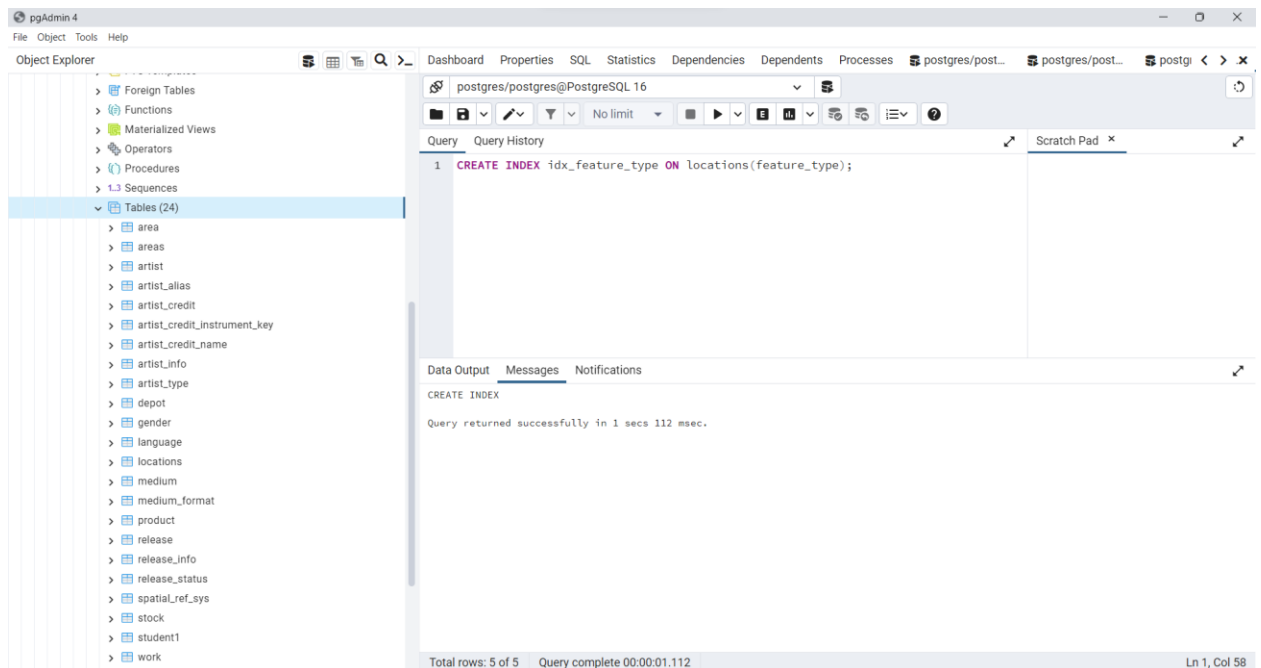 pgAdmin 4
File Object Tools Help
Object Explorer
Dashboard Properties SQL Statistics Dependencies Dependents Processes postgres/post... postgres/post... postgr
Foreign Tables
Functions
Materialized Views
Operators
Procedures
1..3 Sequences
Tables (24)
area
areas
artist
artist_alias
artist_credit
artist_credit_instrument_key
artist_credit_name
artist_info
artist_type
depot
gender
language
locations
medium
medium_format
product
release
release_info
release_status
spatial_ref_sys
stock
student1
work
postgres/postgres@PostgreSQL 16
No limit
E
Query Query History
Scratch Pad
1 CREATE INDEX idx_feature_type ON locations(feature_type);
Data Output Messages Notifications
CREATE INDEX
Query returned successfully in 1 secs 112 msec.
Total rows: 5 of 5 Query complete 00:00:01.112 Ln 1, Col 58